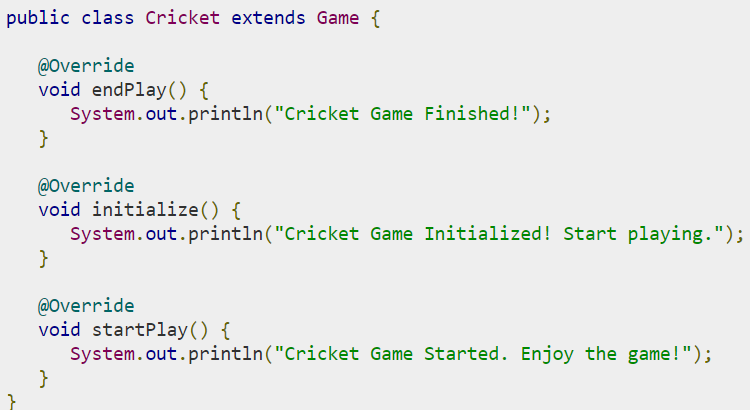 public class Cricket extends Game {
@Override
void endPlay() {
System.out.println("Cricket Game Finished!");
}
@Override
void initialize() {
System.out.println("Cricket Game Initialized! Start playing.");
}
@Override
void startPlay() {
System.out.println("Cricket Game Started. Enjoy the game!");
}
}